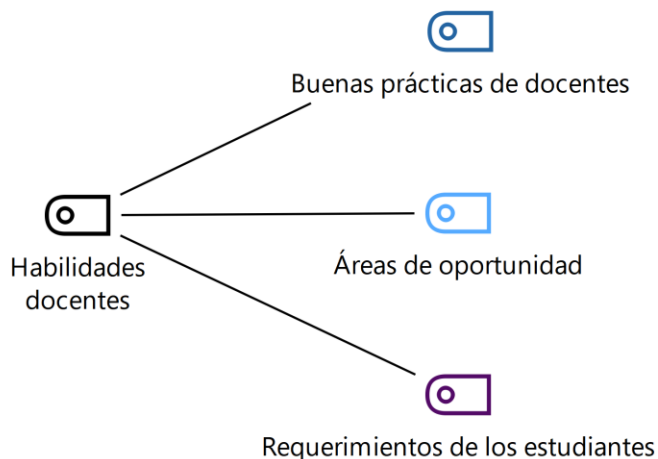 Buenas prácticas de docentes
Habilidades
docentes
Áreas de oportunidad
Requerimientos de los estudiantes